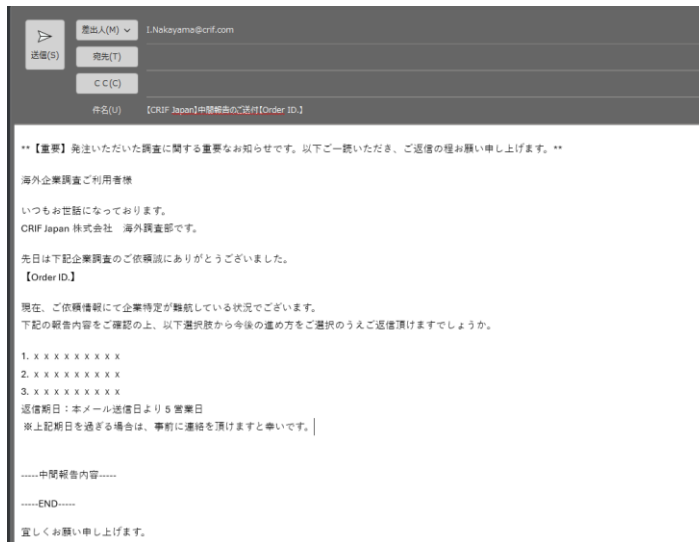 差出人(M)
I.Nakayama@crif.com
送信(S)
宛先(T)
C C(C)
件名(U)
【CRIF Japan】中間報告のご送付【Order ID.】
**【重要】発注いただいた調査に関する重要なお知らせです。以下ご一読いただき、ご返信の程お願い申し上げます。**
海外企業調査ご利用者様
いつもお世話になっております。
CRIF Japan 株式会社　海外調査部です。
先日は下記企業調査のご依頼誠にありがとうございました。
【Order ID.】
現在、ご依頼情報にて企業特定が難航している状況でございます。
下記の報告内容をご確認の上、以下選択肢から今後の進め方をご選択のうえご返信頂けますでしょうか。
1. x x x x x x x x x
2. x x x x x x x x x
3. x x x x x x x x x
返信期日：本メール送信日より 5 営業日
※上記期日を過ぎる場合は、事前に連絡を頂けますと幸いです。
-----中間報告内容-----
-----END-----
宜しくお願い申し上げます。